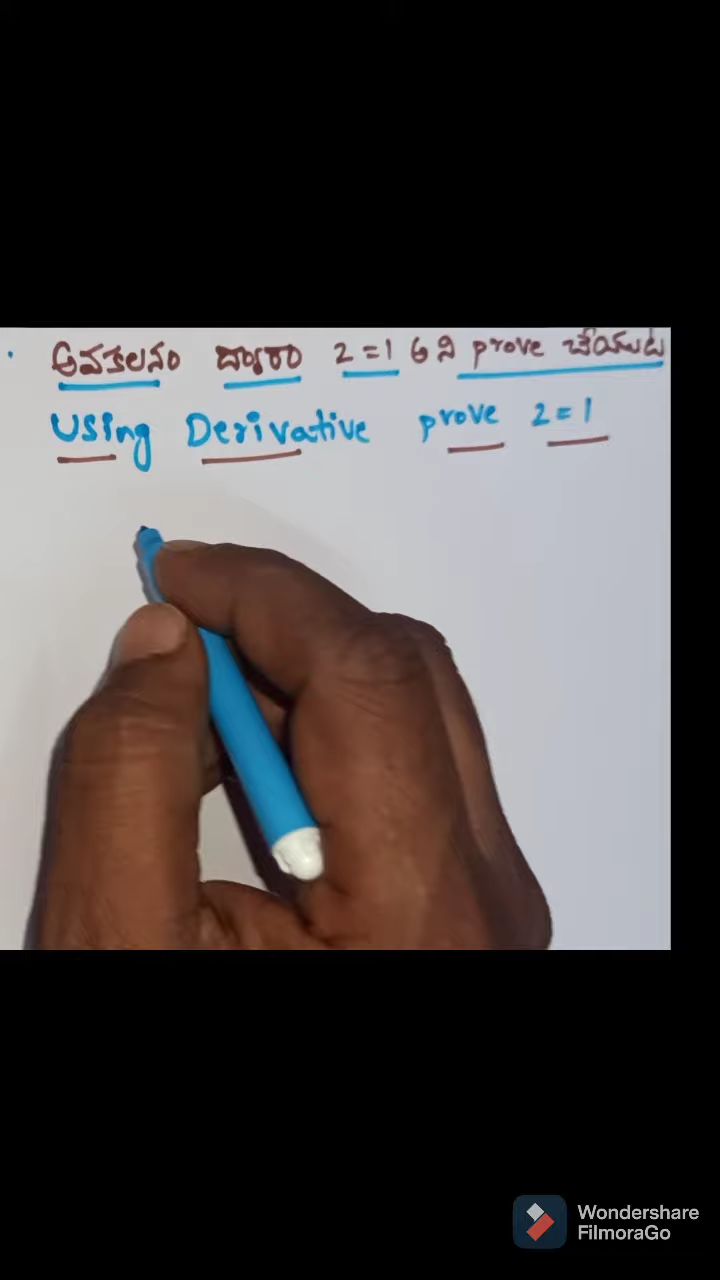 అవకలనం ద్వారా 2 = 1 అని prove చేయుట
Using Derivative prove 2 = 1
Wondershare
FilmoraGo